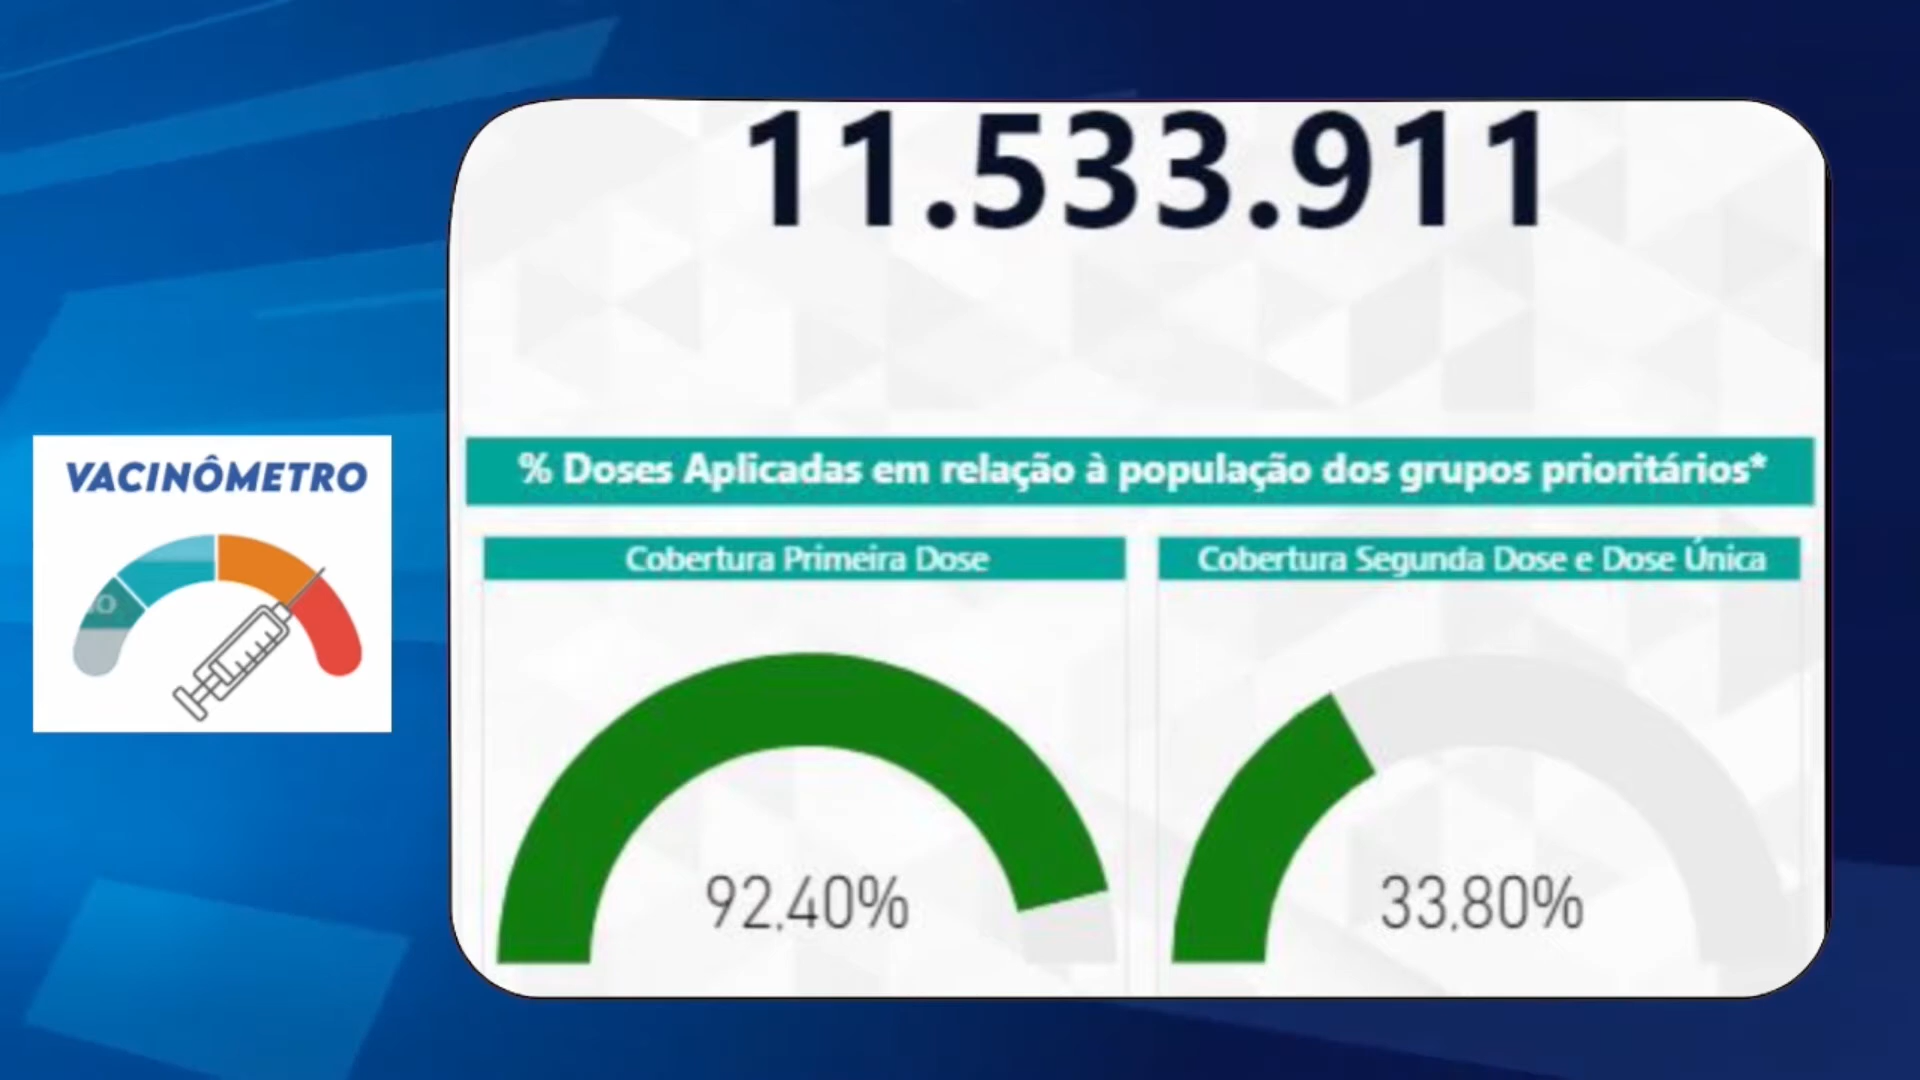 11.533.911
VACINÔMETRO
% Doses Aplicadas em relação à população dos grupos prioritários*
Cobertura Primeira Dose
Cobertura Segunda Dose e Dose Única
92,40%
33,80%